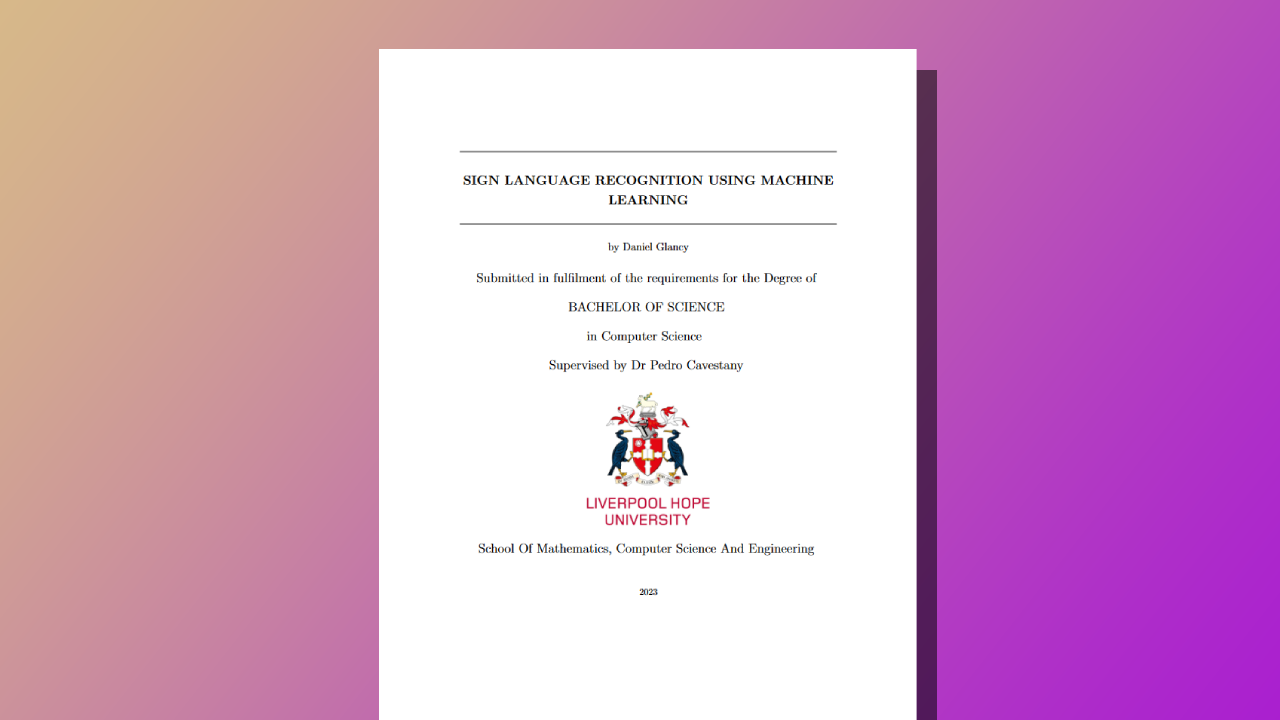 SIGN LANGUAGE RECOGNITION USING MACHINE
LEARNING
by Daniel Glancy
Submitted in fulfilment of the requirements for the Degree of
BACHELOR OF SCIENCE
in Computer Science
Supervised by Dr Pedro Cavestany
LIVERPOOL HOPE
UNIVERSITY
School Of Mathematics, Computer Science And Engineering
2023